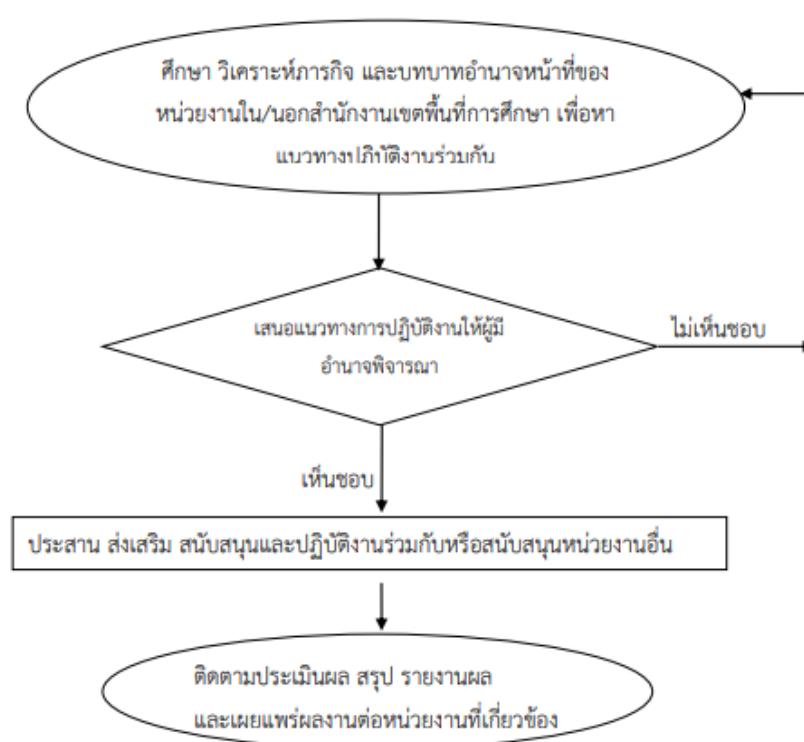 ศึกษา วิเคราะห์ภารกิจ และบทบาทอำนาจหน้าที่ของ
หน่วยงานใน/นอกสำนักงานเขตพื้นที่การศึกษา เพื่อหา
แนวทางปฏิบัติงานร่วมกัน
เสนอแนวทางการปฏิบัติงานให้ผู้มี
อำนาจพิจารณา
ไม่เห็นชอบ
เห็นชอบ
ประสาน ส่งเสริม สนับสนุนและปฏิบัติงานร่วมกับหรือสนับสนุนหน่วยงานอื่น
ติดตามประเมินผล สรุป รายงานผล
และเผยแพร่ผลงานต่อหน่วยงานที่เกี่ยวข้อง